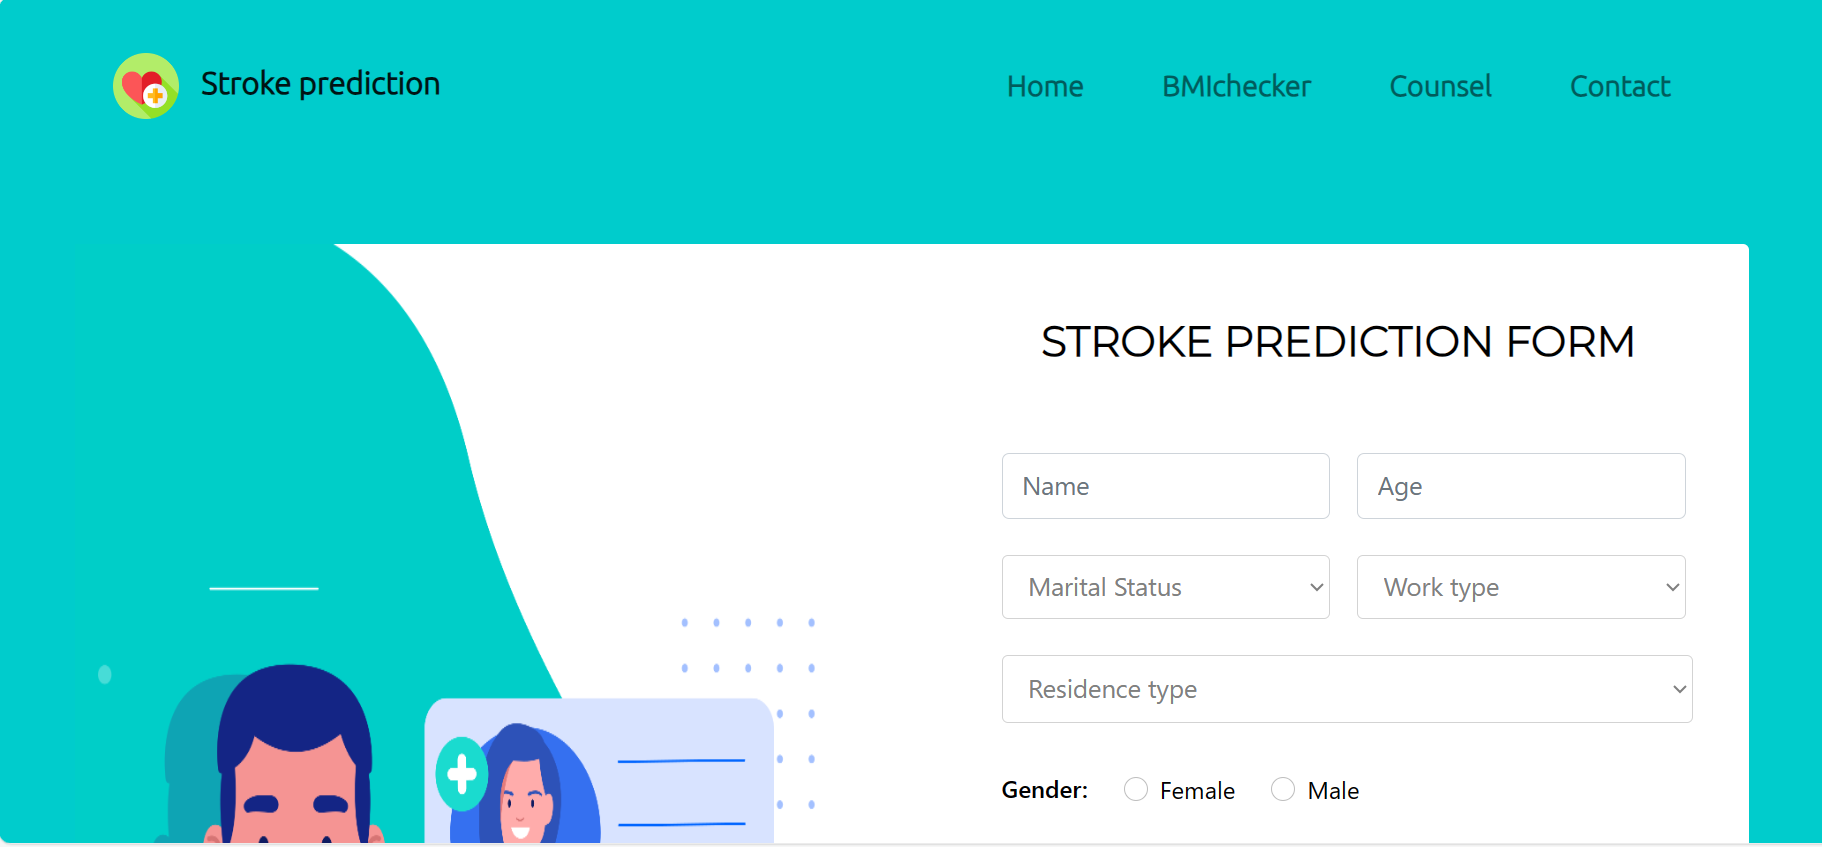 Stroke prediction
Home BMIchecker Counsel Contact
STROKE PREDICTION FORM
Name Age
Marital Status Work type
Residence type
Gender: Female Male